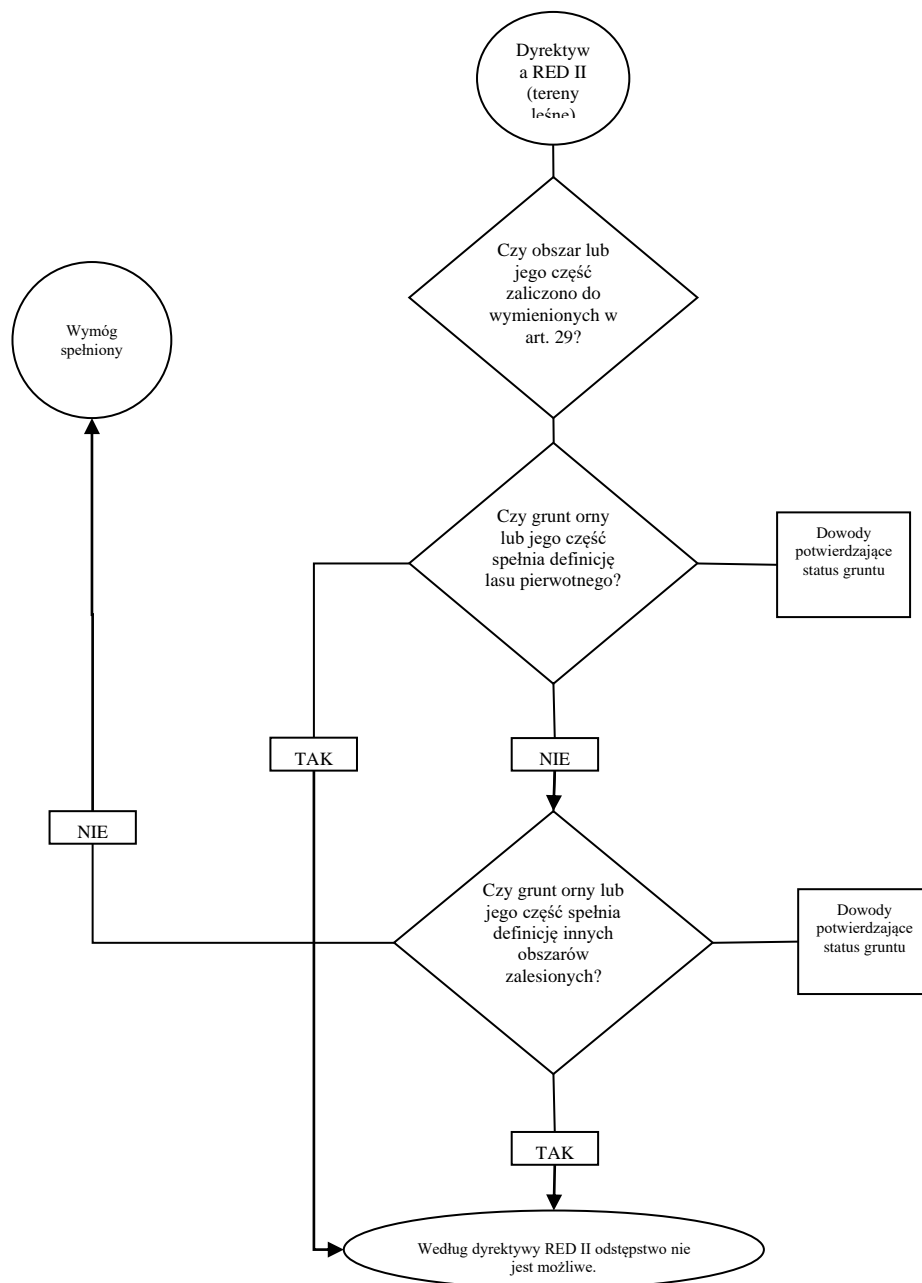 Dyrektyw
a RED II
(tereny
leśne)
Czy obszar lub
jego część
zaliczono do
wymienionych w
art. 29?
Wymóg
spełniony
Czy grunt orny
lub jego część
spełnia definicję
lasu pierwotnego?
Dowody
potwierdzające
status gruntu
TAK
NIE
NIE
Czy grunt orny lub
jego część spełnia
definicję innych
obszarów
zalesionych?
Dowody
potwierdzające
status gruntu
TAK
Według dyrektywy RED II odstępstwo nie
jest możliwe.